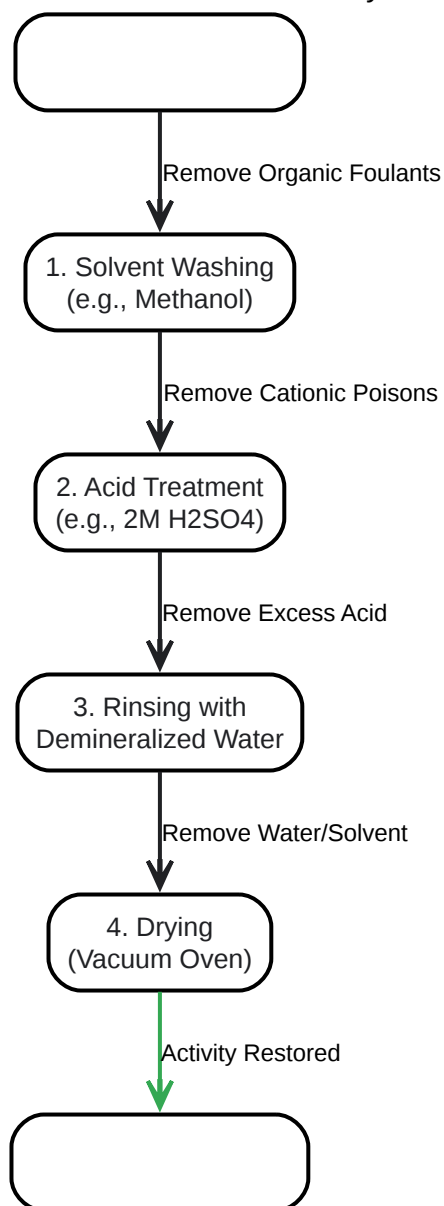 Remove Organic Foulants
1. Solvent Washing
(e.g., Methanol)
Remove Cationic Poisons
2. Acid Treatment
(e.g., 2M H2SO4)
Remove Excess Acid
3. Rinsing with
Demineralized Water
Remove Water/Solvent
4. Drying
(Vacuum Oven)
Activity Restored